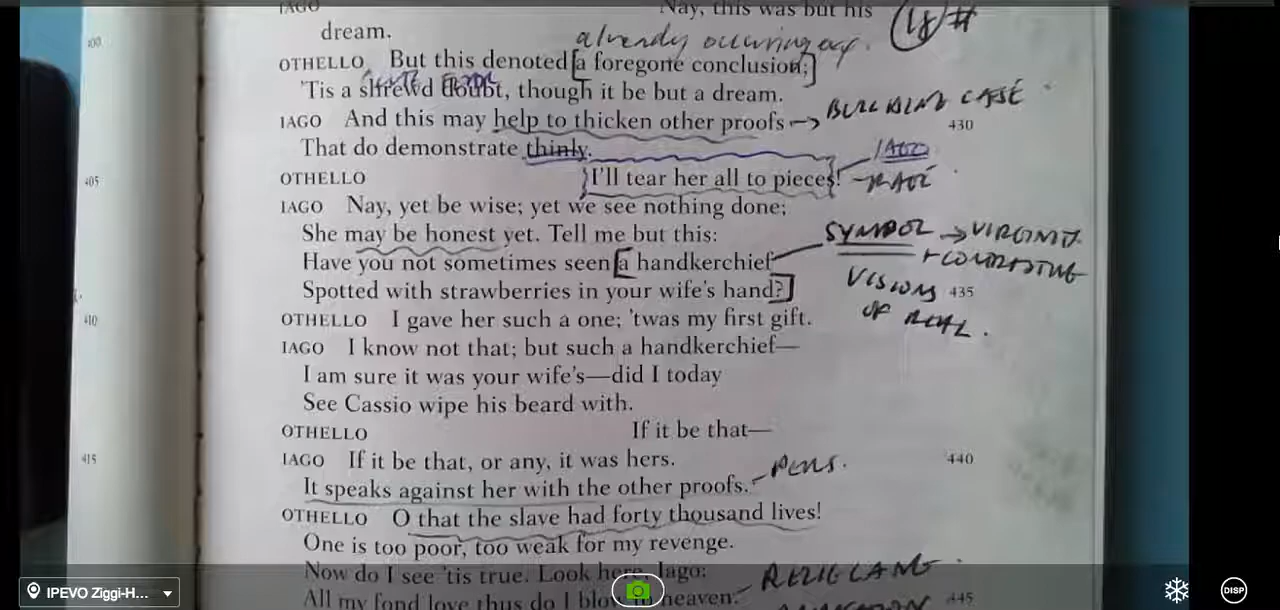 IAGO Nay, this was but his
dream.
already occuring
OTHELLO But this denoted a foregone conclusion;
'Tis a shrewd doubt, though it be but a dream.
BUILDING CASE
IAGO And this may help to thicken other proofs 430
That do demonstrate thinly.
IAGO
405 OTHELLO I'll tear her all to pieces! RAGE
IAGO Nay, yet be wise; yet we see nothing done;
She may be honest yet. Tell me but this: SYMBOL
Have you not sometimes seen a handkerchief
Spotted with strawberries in your wife's hand? VISIONS 435
410 OTHELLO I gave her such a one; 'twas my first gift. OF
IAGO I know not that; but such a handkerchief—
I am sure it was your wife's—did I today
See Cassio wipe his beard with.
OTHELLO If it be that—
415 IAGO If it be that, or any, it was hers. 440
It speaks against her with the other proofs. PERS.
OTHELLO O that the slave had forty thousand lives!
One is too poor, too weak for my revenge.
Now do I see 'tis true. Look here, Iago: RELIG LANG.
All my fond love thus do I blow to heaven. 445
IPEVO Ziggi-H...
DISP